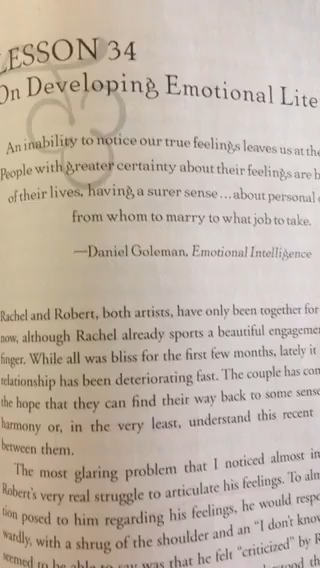 LESSON 34
On Developing Emotional Lite
An inability to notice our true feelings leaves us at the
People with greater certainty about their feelings are b
of their lives, having a surer sense…about personal
from whom to marry to what job to take.
—Daniel Goleman, Emotional Intelligence
Rachel and Robert, both artists, have only been together for
now, although Rachel already sports a beautiful engageme
finger. While all was bliss for the first few months, lately it
relationship has been deteriorating fast. The couple has con
the hope that they can find their way back to some sense
harmony or, in the very least, understand this recent
between them.
The most glaring problem that I noticed almost im
Robert's very real struggle to articulate his feelings. To alm
tion posed to him regarding his feelings, he would respo
wardly, with a shrug of the shoulder and an "I don't know
seemed to be able to say was that he felt "criticized" by R